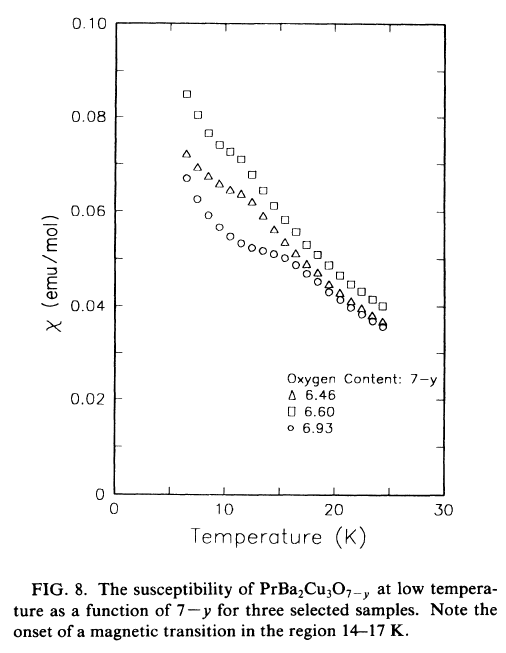 0.10
0.08
0.06
0.04
0.02
0
χ (emu/mol)
Oxygen Content: 7-y
△ 6.46
□ 6.60
○ 6.93
0 10 20 30
Temperature (K)
FIG. 8. The susceptibility of PrBa₂Cu₃O₇₋y at low tempera-
ture as a function of 7−y for three selected samples. Note the
onset of a magnetic transition in the region 14–17 K.